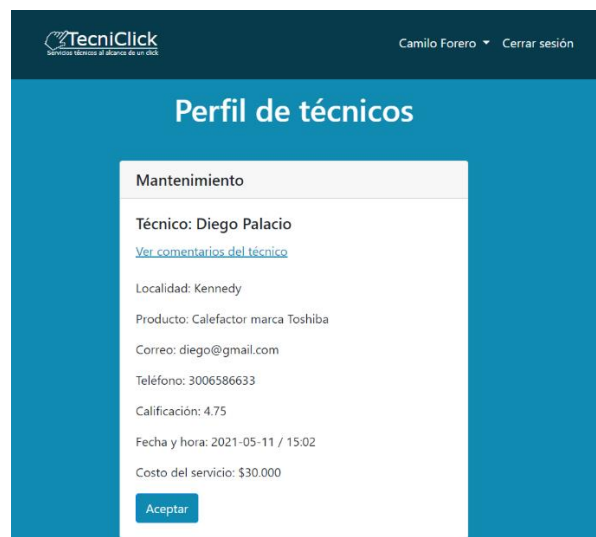 TecniClick
Servicios técnicos al alcance de un click
Camilo Forero
Cerrar sesión
Perfil de técnicos
Mantenimiento
Técnico: Diego Palacio
Ver comentarios del técnico
Localidad: Kennedy
Producto: Calefactor marca Toshiba
Correo: diego@gmail.com
Teléfono: 3006586633
Calificación: 4.75
Fecha y hora: 2021-05-11 / 15:02
Costo del servicio: $30.000
Aceptar